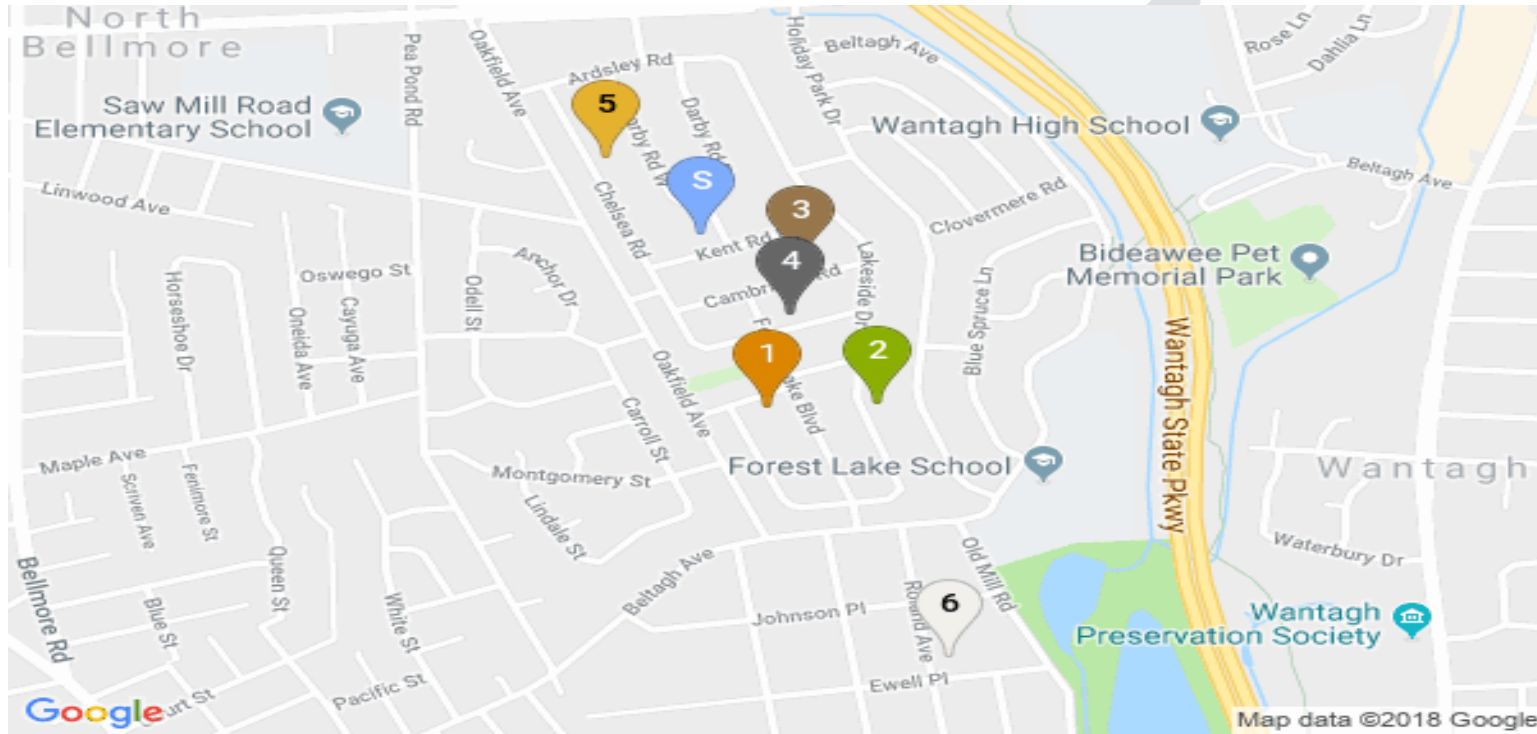 North
Bellmore
Saw Mill Road
Elementary School
Pea Pond Rd
Oakfield Ave
Ardsley Rd
Holiday Park Dr
Beltagh Ave
Rose Ln
Dahlia Ln
5
Darby Rd
Darby Rd W
Wantagh High School
Beltagh Ave
Linwood Ave
Chelsea Rd
S
3
Kent Rd
Clovermere Rd
Bideawee Pet
Memorial Park
Anchor Dr
Oswego St
Horseshoe Dr
Oneida Ave
Cayuga Ave
Odell St
4
Rd
Lakeside Dr
Blue Spruce Ln
Wantagh State Pkwy
1
2
Oakfield Ave
Blvd
Carroll St
Maple Ave
Scriven Ave
Fenimore St
Montgomery St
Lindale St
Forest Lake School
Wantagh
Bellmore Rd
Blue St
Queen St
White St
Beltagh Ave
Old Mill Rd
Waterbury Dr
Johnson Pl
Roland Ave
6
Wantagh
Preservation Society
Ewell Pl
Pacific St
Google
Map data ©2018 Google